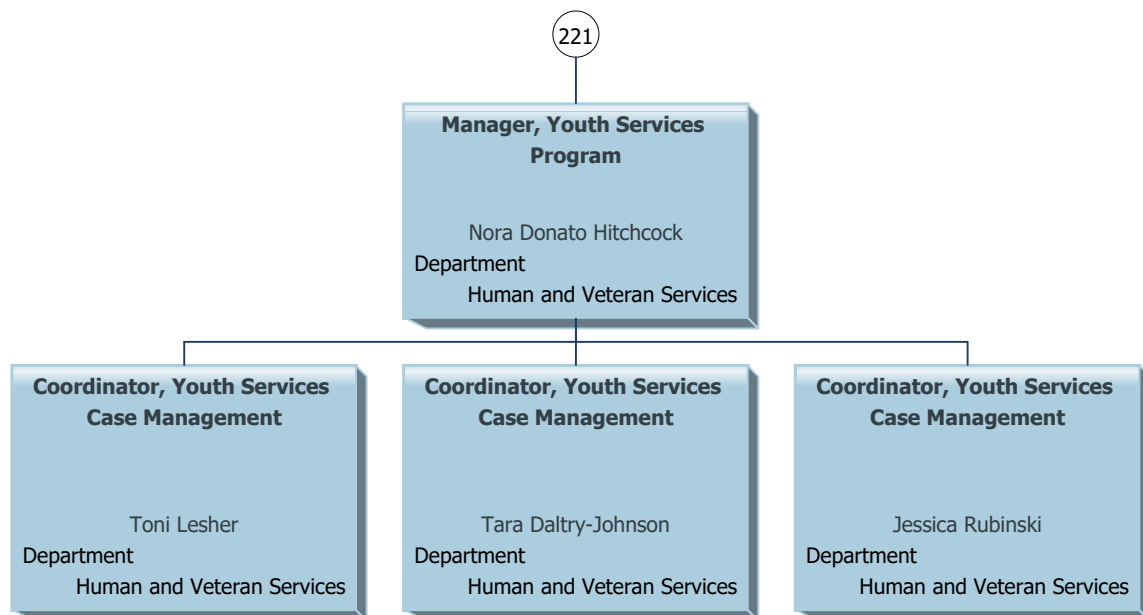 221
Manager, Youth Services
Program
Nora Donato Hitchcock
Department
Human and Veteran Services
Coordinator, Youth Services
Case Management
Toni Lesher
Department
Human and Veteran Services
Coordinator, Youth Services
Case Management
Tara Daltry-Johnson
Department
Human and Veteran Services
Coordinator, Youth Services
Case Management
Jessica Rubinski
Department
Human and Veteran Services